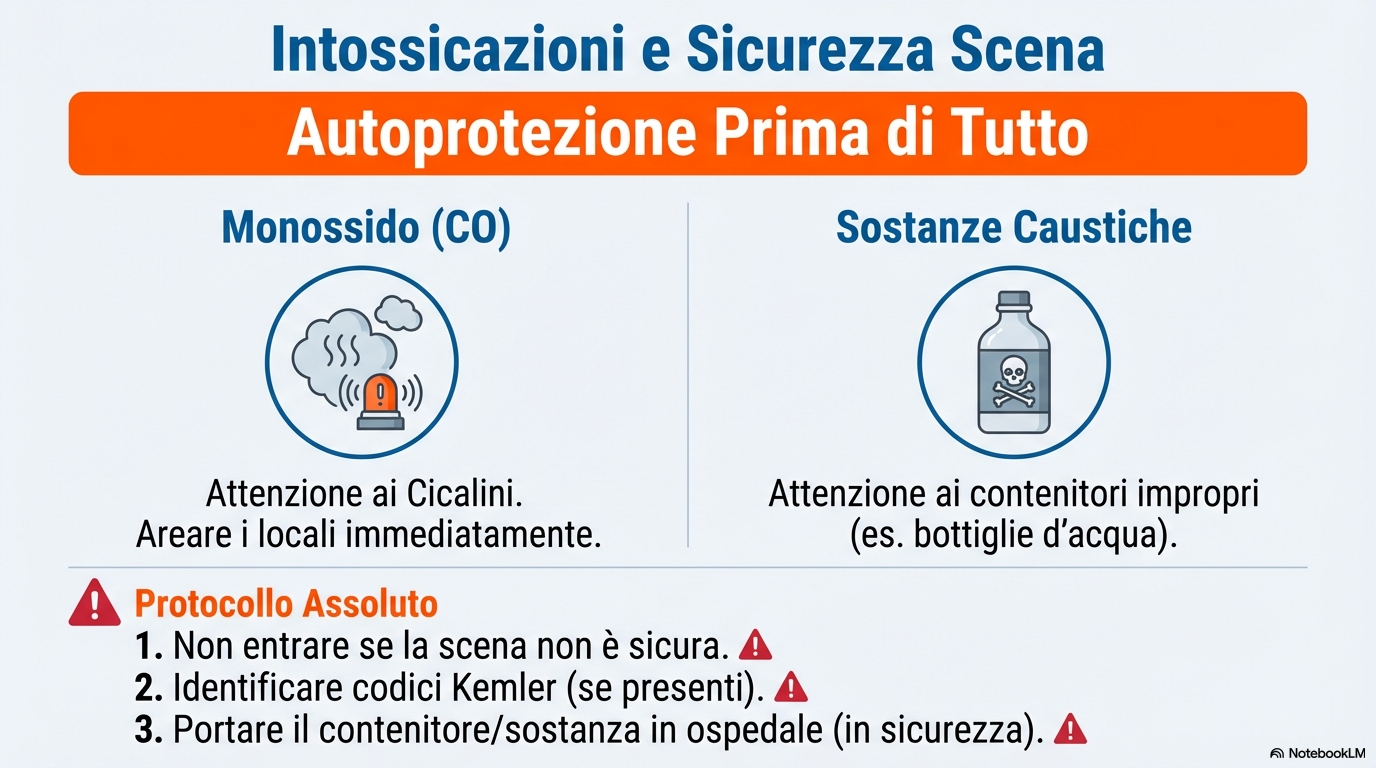 Intossicazioni e Sicurezza Scena
Autoprotezione Prima di Tutto
Monossido (CO)
Attenzione ai Cicalini.
Areare i locali immediatamente.
Sostanze Caustiche
Attenzione ai contenitori impropri
(es. bottiglie d'acqua).
Protocollo Assoluto
1. Non entrare se la scena non è sicura.
2. Identificare codici Kemler (se presenti).
3. Portare il contenitore/sostanza in ospedale (in sicurezza).
NotebookLM